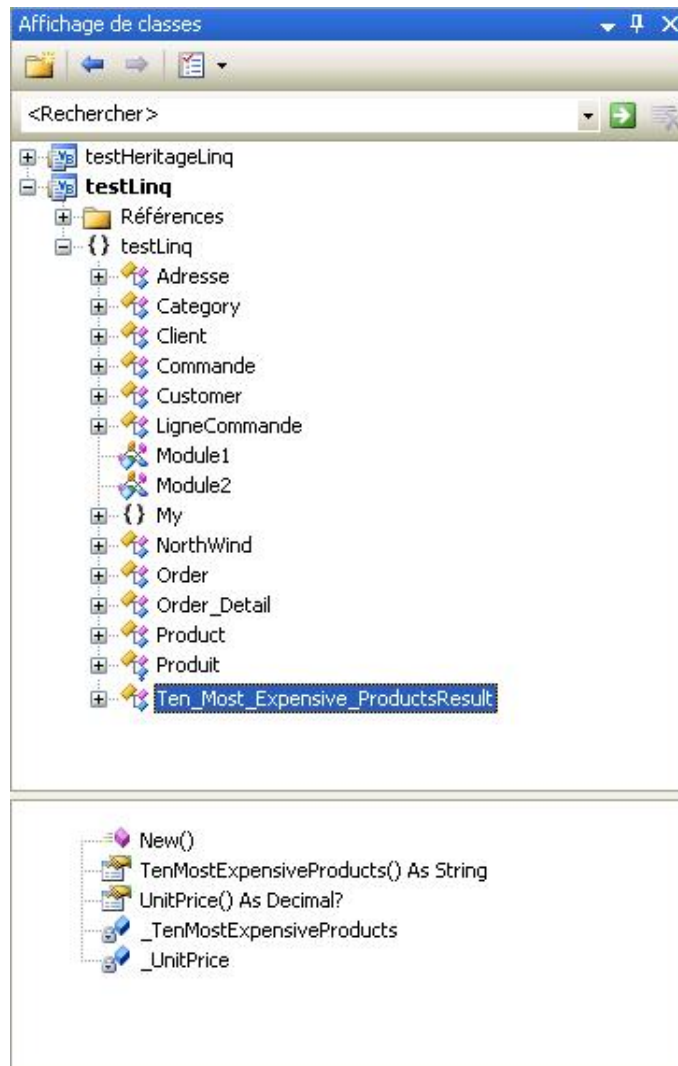 Affichage de classes
<Rechercher>
testHeritageLinq
testLinq
Références
{} testLinq
Adresse
Category
Client
Commande
Customer
LigneCommande
Module1
Module2
{} My
NorthWind
Order
Order_Detail
Product
Produit
Ten_Most_Expensive_ProductsResult
New()
TenMostExpensiveProducts() As String
UnitPrice() As Decimal?
_TenMostExpensiveProducts
_UnitPrice